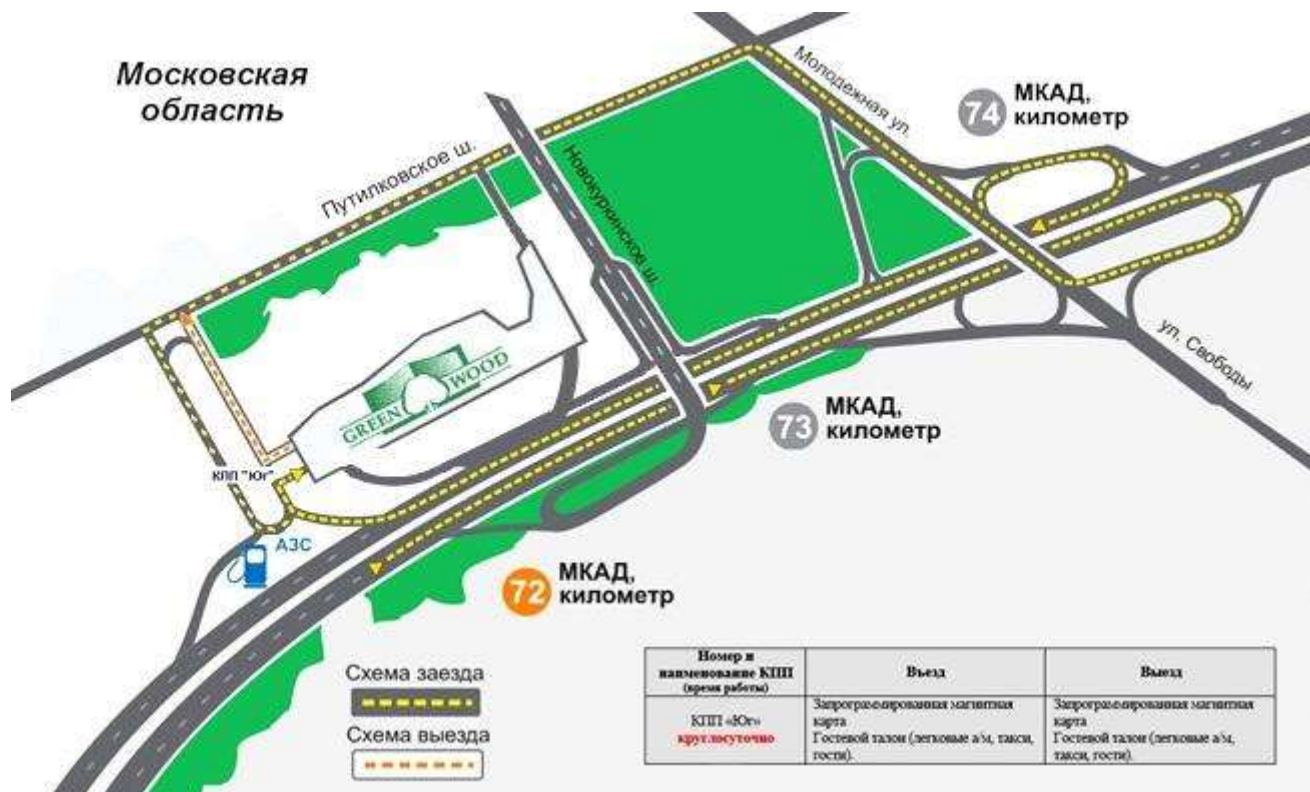 Московская
область
Путилковское ш.
Новокуркинское ш.
Молодежная ул.
74
МКАД,
километр
ул. Свободы
GREEN WOOD
73
МКАД,
километр
КПП "Юг"
АЗС
72
МКАД,
километр
Схема заезда
Схема выезда
Номер и
наименование КПП
(время работы)
Въезд
Выезд
КПП «Юг»
круглосуточно
Запрограммированная магнитная
карта
Гостевой талон (легковые а/м, такси,
гости).
Запрограммированная магнитная
карта
Гостевой талон (легковые а/м,
такси, гости).